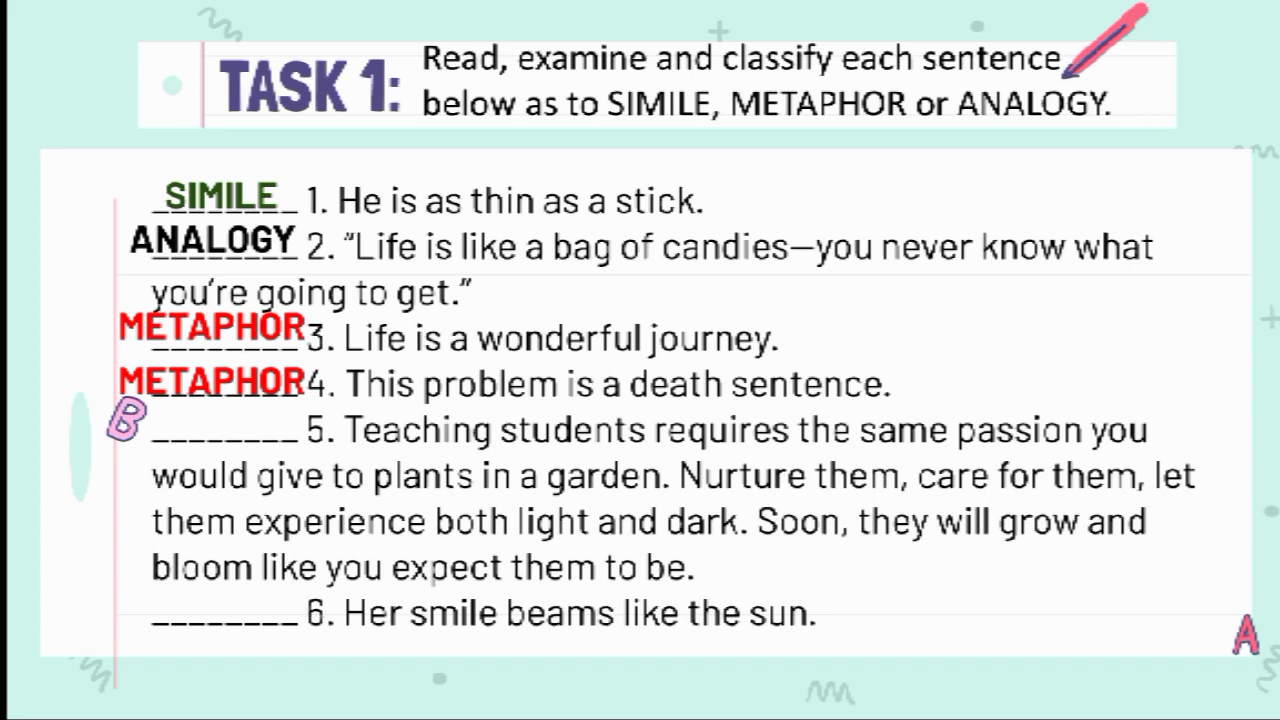 TASK 1: Read, examine and classify each sentence
below as to SIMILE, METAPHOR or ANALOGY.
SIMILE 1. He is as thin as a stick.
ANALOGY 2. “Life is like a bag of candies—you never know what
you’re going to get.”
METAPHOR 3. Life is a wonderful journey.
METAPHOR 4. This problem is a death sentence.
B ________ 5. Teaching students requires the same passion you
would give to plants in a garden. Nurture them, care for them, let
them experience both light and dark. Soon, they will grow and
bloom like you expect them to be.
________ 6. Her smile beams like the sun.
A